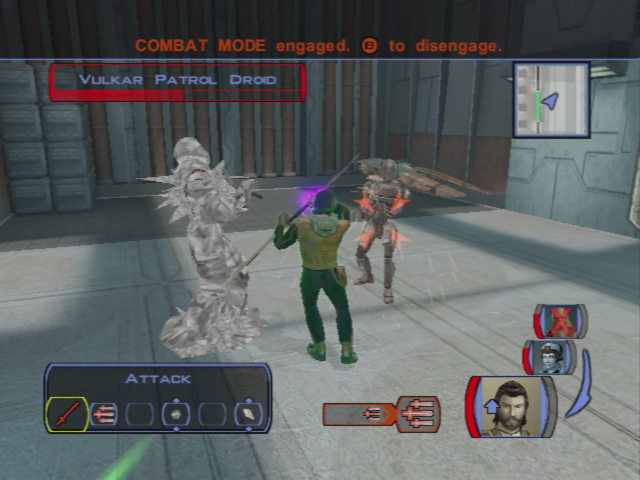 COMBAT MODE engaged. B to disengage.
VULKAR PATROL DROID
ATTACK